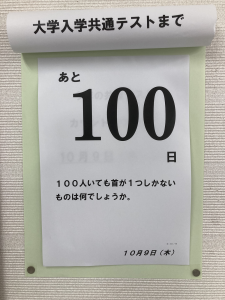 大学入学共通テストまで
あと
100
日
１００人いても首が１つしかない
ものは何でしょうか。
１０月９日（木）